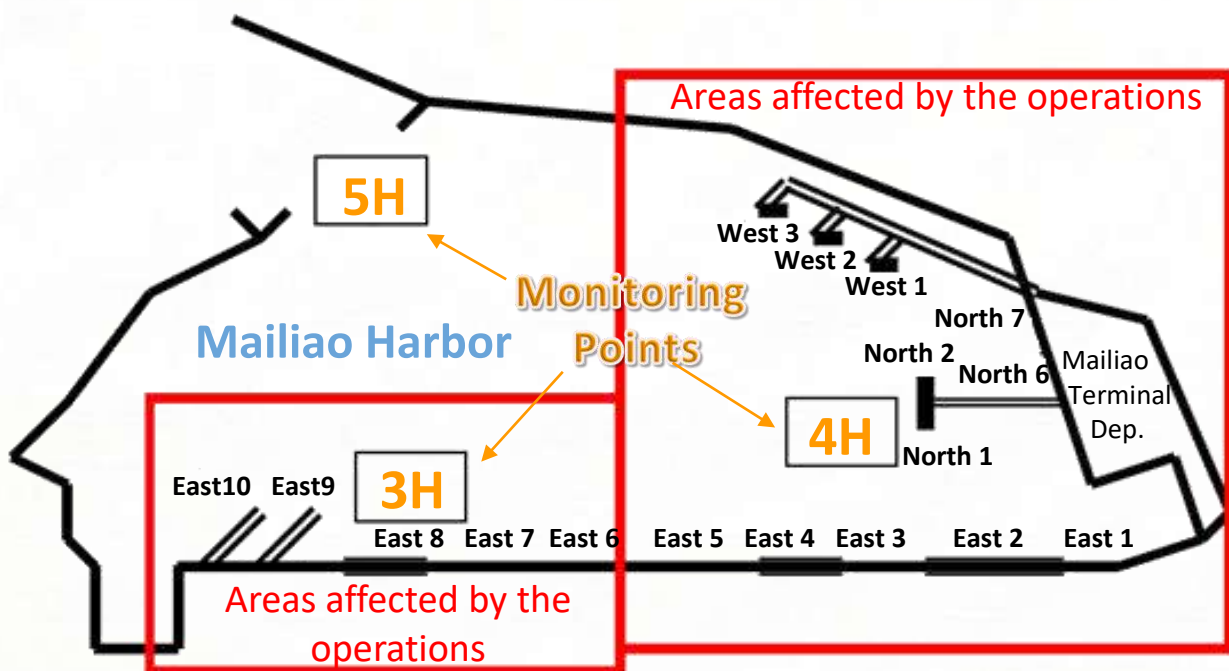 Areas affected by the operations
5H
West 3
West 2
West 1
Monitoring
Points
North 7
Mailiao Harbor
North 2
North 6
Mailiao
Terminal
Dep.
4H
North 1
East10
East9
3H
East 8
East 7
East 6
East 5
East 4
East 3
East 2
East 1
Areas affected by the
operations